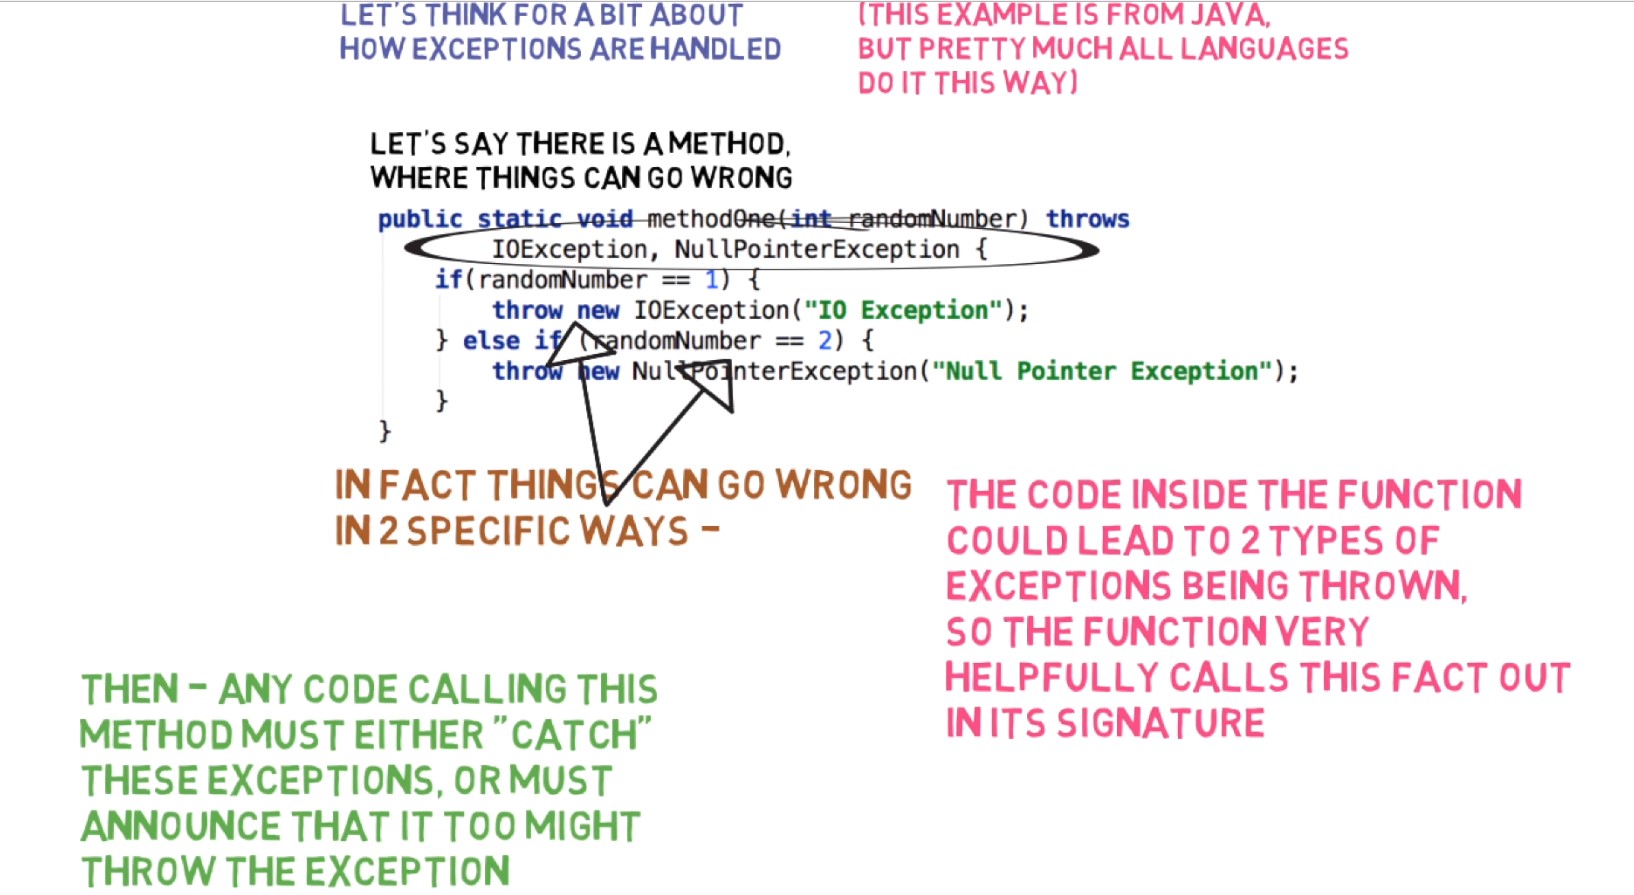 LET'S THINK FOR A BIT ABOUT
HOW EXCEPTIONS ARE HANDLED
(THIS EXAMPLE IS FROM JAVA,
BUT PRETTY MUCH ALL LANGUAGES
DO IT THIS WAY)
LET'S SAY THERE IS A METHOD,
WHERE THINGS CAN GO WRONG
public static void methodOne(int randomNumber) throws
IOException, NullPointerException {
if(randomNumber == 1) {
throw new IOException("IO Exception");
} else if (randomNumber == 2) {
throw new NullPointerException("Null Pointer Exception");
}
}
IN FACT THINGS CAN GO WRONG
IN 2 SPECIFIC WAYS –
THE CODE INSIDE THE FUNCTION
COULD LEAD TO 2 TYPES OF
EXCEPTIONS BEING THROWN,
SO THE FUNCTION VERY
HELPFULLY CALLS THIS FACT OUT
IN ITS SIGNATURE
THEN – ANY CODE CALLING THIS
METHOD MUST EITHER "CATCH"
THESE EXCEPTIONS, OR MUST
ANNOUNCE THAT IT TOO MIGHT
THROW THE EXCEPTION